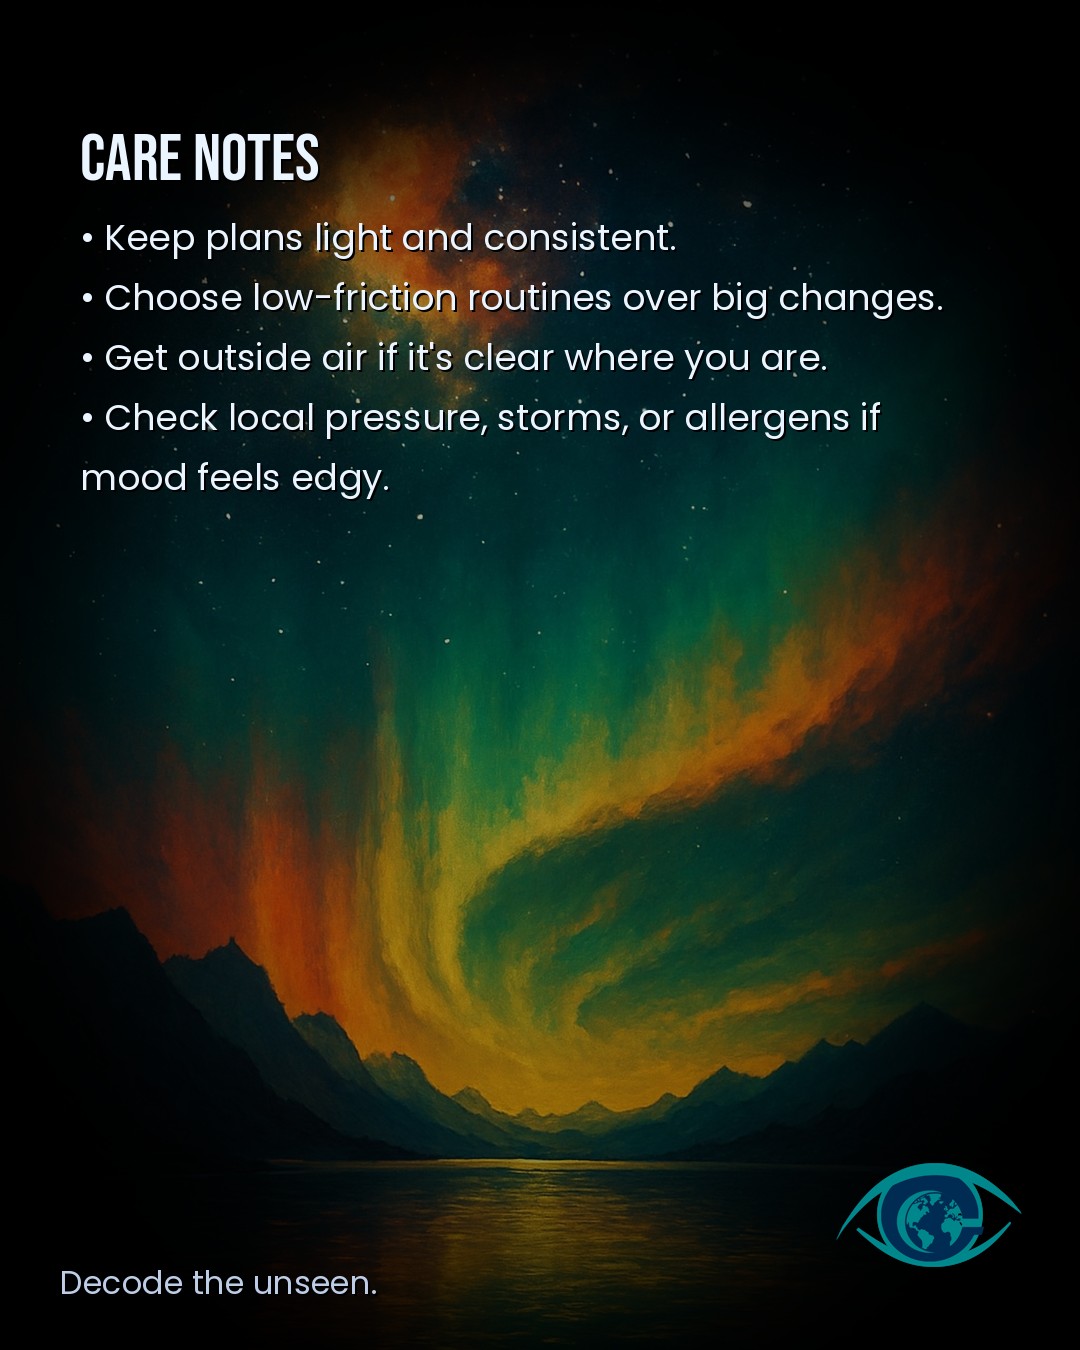 CARE NOTES
• Keep plans light and consistent.
• Choose low-friction routines over big changes.
• Get outside air if it's clear where you are.
• Check local pressure, storms, or allergens if
mood feels edgy.
Decode the unseen.